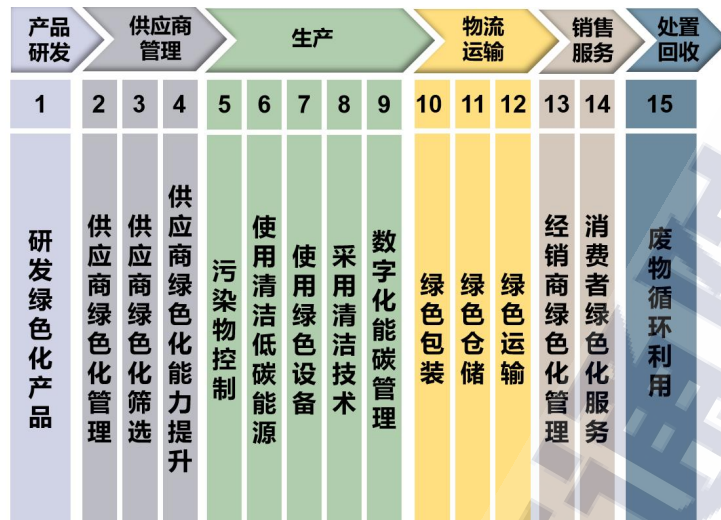 产品
研发
供应商
管理
生产
物流
运输
销售
服务
处置
回收
1
2
3
4
5
6
7
8
9
10
11
12
13
14
15
研发绿色化产品
供应商绿色化管理
供应商绿色化筛选
供应商绿色化能力提升
污染物控制
使用清洁低碳能源
使用绿色设备
采用清洁技术
数字化能碳管理
绿色包装
绿色仓储
绿色运输
经销商绿色化管理
消费者绿色化服务
废物循环利用